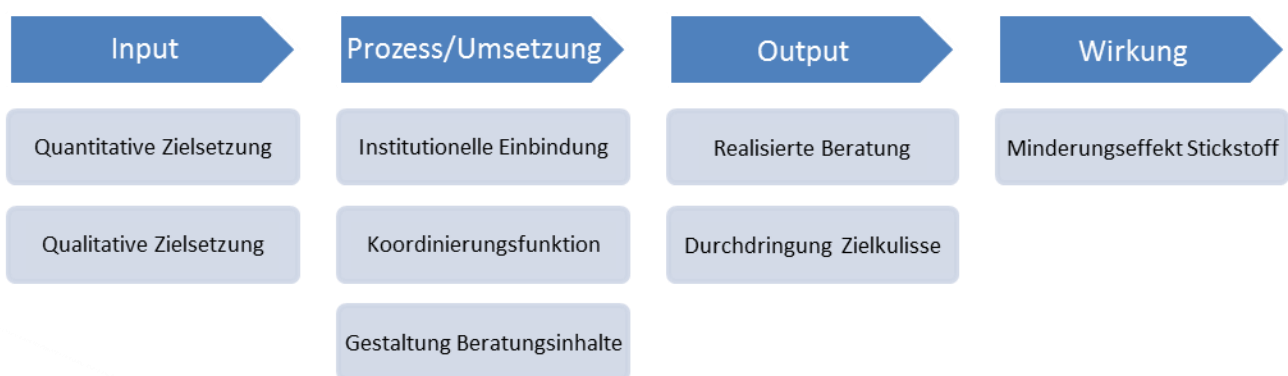 Input
Quantitative Zielsetzung
Qualitative Zielsetzung
Prozess/Umsetzung
Institutionelle Einbindung
Koordinierungsfunktion
Gestaltung Beratungsinhalte
Output
Realisierte Beratung
Durchdringung Zielkulisse
Wirkung
Minderungseffekt Stickstoff